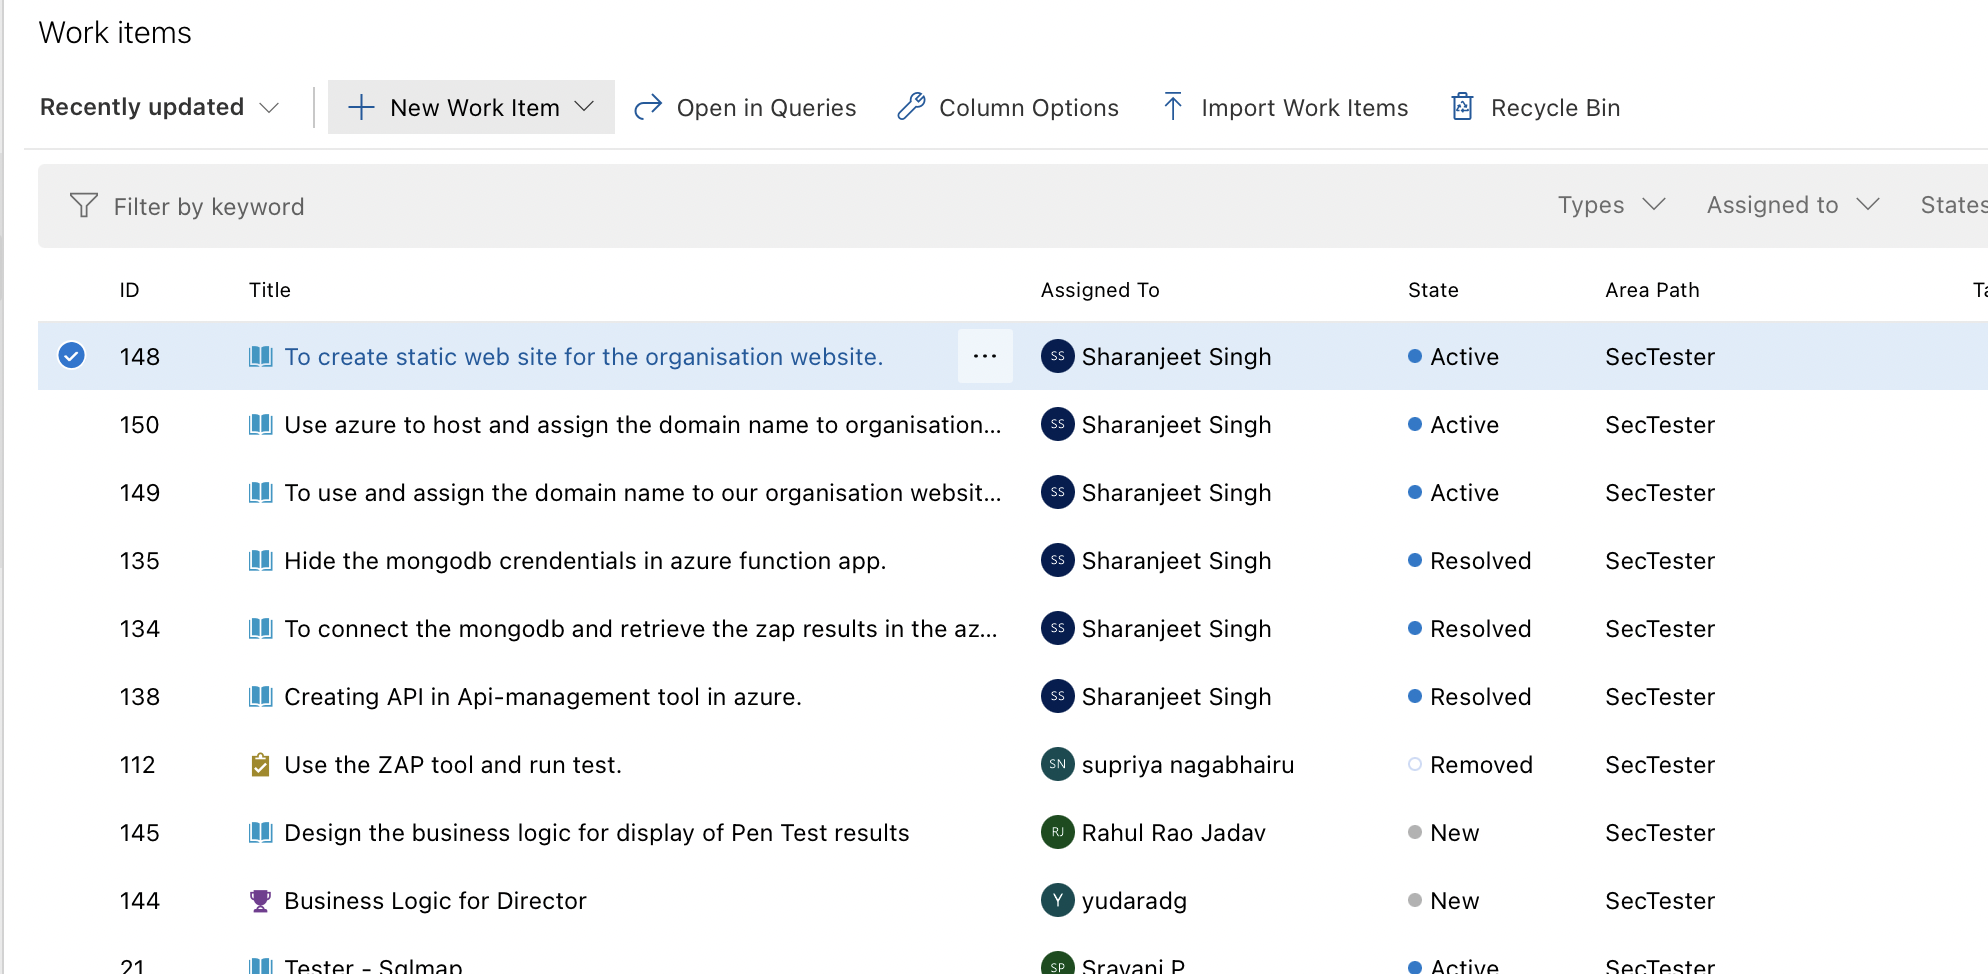 Work items
Recently updated New Work Item Open in Queries Column Options Import Work Items Recycle Bin
Filter by keyword Types Assigned to States
ID Title Assigned To State Area Path
148 To create static web site for the organisation website. ... SS Sharanjeet Singh Active SecTester
150 Use azure to host and assign the domain name to organisation... SS Sharanjeet Singh Active SecTester
149 To use and assign the domain name to our organisation websit... SS Sharanjeet Singh Active SecTester
135 Hide the mongodb crendentials in azure function app. SS Sharanjeet Singh Resolved SecTester
134 To connect the mongodb and retrieve the zap results in the az... SS Sharanjeet Singh Resolved SecTester
138 Creating API in Api-management tool in azure. SS Sharanjeet Singh Resolved SecTester
112 Use the ZAP tool and run test. SN supriya nagabhairu Removed SecTester
145 Design the business logic for display of Pen Test results RJ Rahul Rao Jadav New SecTester
144 Business Logic for Director Y yudaradg New SecTester
21 Tester - Sqlmap SP Sravani P Active SecTester